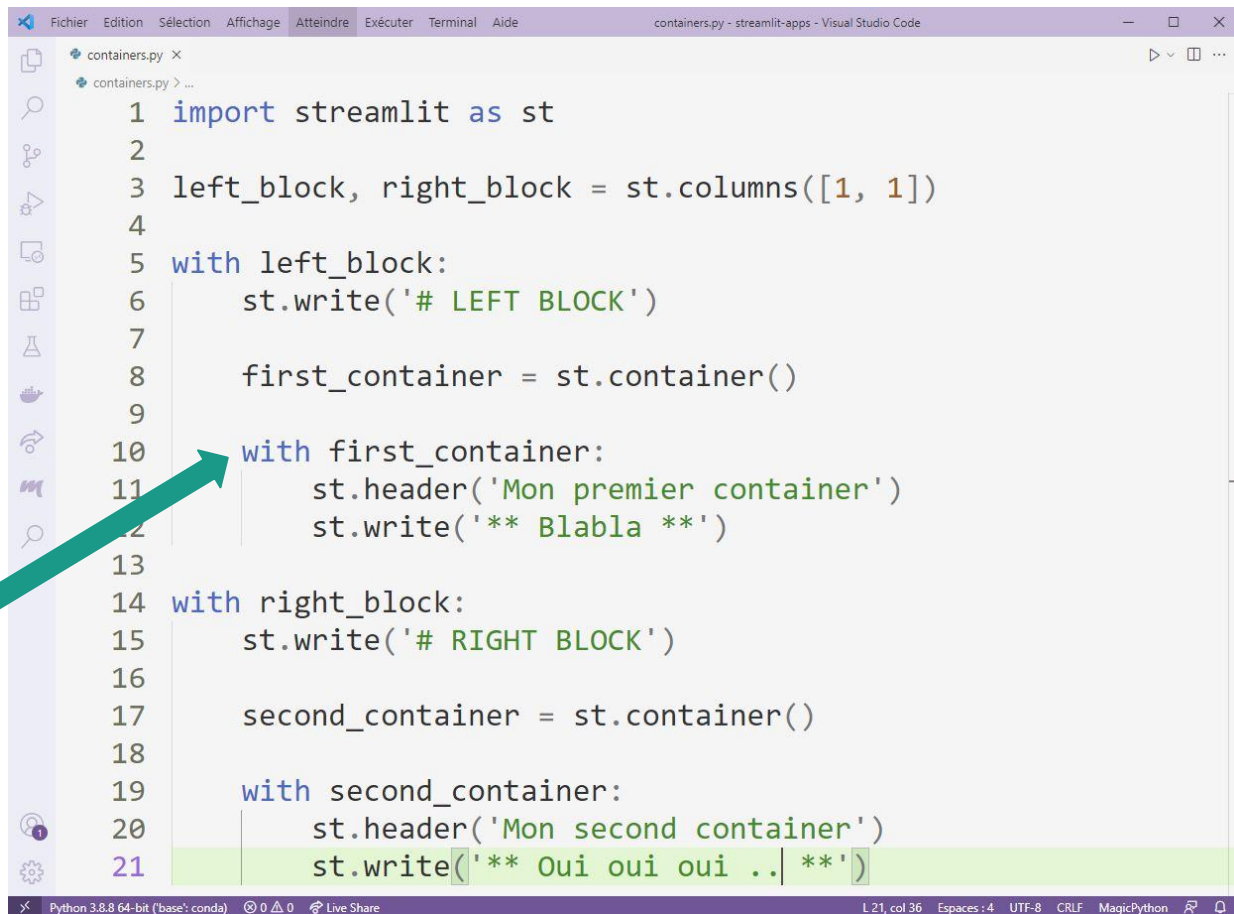 Fichier Edition Sélection Affichage Atteindre Exécuter Terminal Aide containers.py - streamlit-apps - Visual Studio Code
containers.py
containers.py > ...
1 import streamlit as st
2
3 left_block, right_block = st.columns([1, 1])
4
5 with left_block:
6     st.write('# LEFT BLOCK')
7
8     first_container = st.container()
9
10     with first_container:
11         st.header('Mon premier container')
12         st.write('** Blabla **')
13
14 with right_block:
15     st.write('# RIGHT BLOCK')
16
17     second_container = st.container()
18
19     with second_container:
20         st.header('Mon second container')
21         st.write('** Oui oui oui .. **')
1
Python 3.8.8 64-bit ('base': conda) 0 0 Live Share L 21, col 36 Espaces : 4 UTF-8 CRLF MagicPython